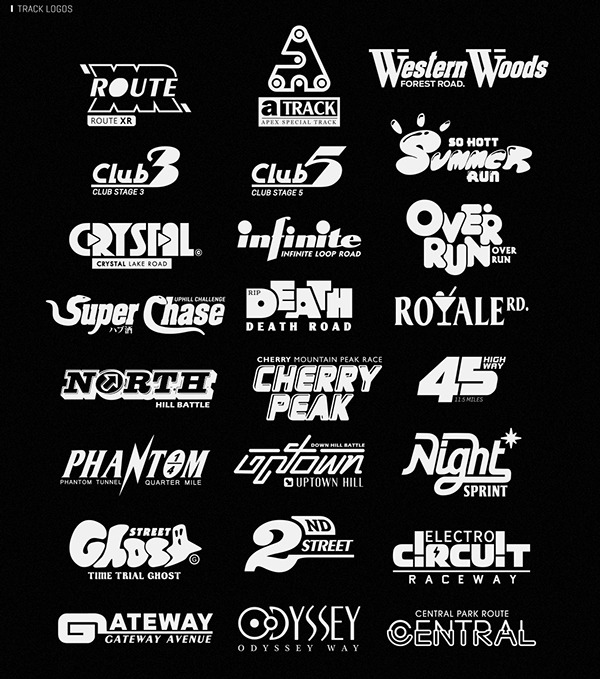 TRACK LOGOS
ROUTE XR.
ROUTE XR
a TRACK
APEX SPECIAL TRACK
Western Woods
FOREST ROAD.
Club 3
CLUB STAGE 3
Club 5
CLUB STAGE 5
SO HOTT
SUMMER
RUN
CRYSTAL ©
CRYSTAL LAKE ROAD
infinite
INFINITE LOOP ROAD
OVER
RUN
OVER
RUN
UPHILL CHALLENGE
Super Chase
ハブ酒
RIP
DEATH
DEATH ROAD
ROYALE RD.
NORTH
HILL BATTLE
CHERRY MOUNTAIN PEAK RACE
CHERRY
PEAK
45 HIGH
WAY
11.5 MILES
PHANTOM
PHANTOM TUNNEL QUARTER MILE
DOWN HILL BATTLE
uptown
UPTOWN HILL
Night
SPRINT
STREET
GHOST
TIME TRIAL GHOST
2ND
STREET
ELECTRO
CIRCUIT
RACEWAY
GATEWAY
GATEWAY AVENUE
ODYSSEY
ODYSSEY WAY
CENTRAL PARK ROUTE
CENTRAL